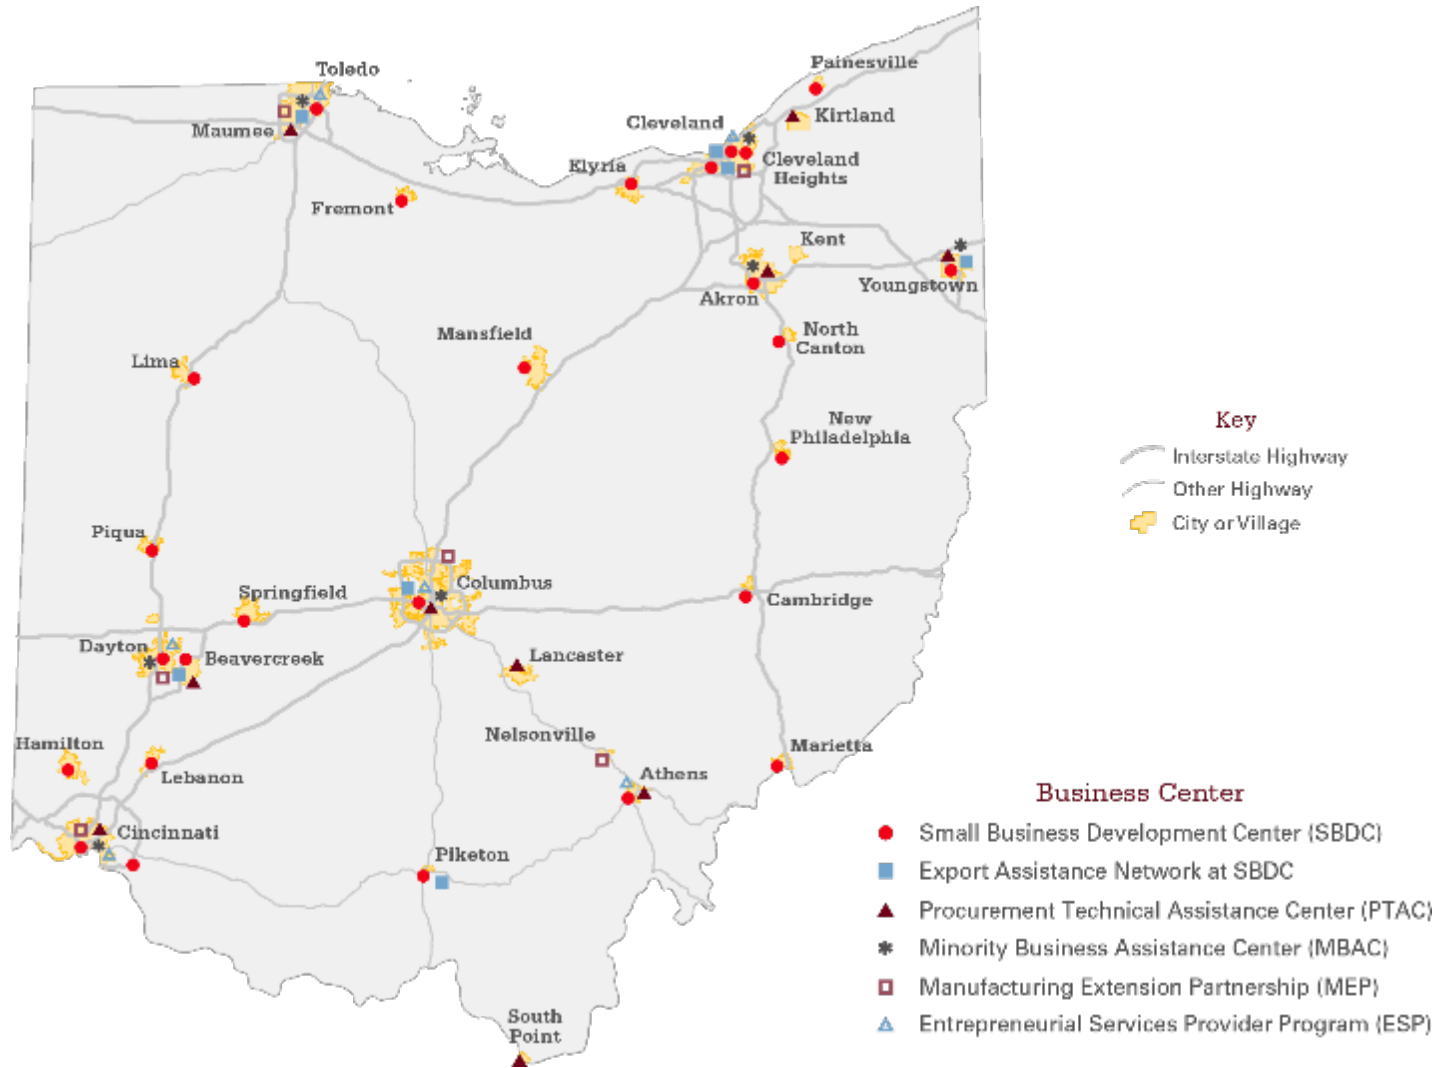 Toledo
Painesville
Maumee
Cleveland
Kirtland
Cleveland
Heights
Elyria
Fremont
Kent
Youngstown
Akron
North
Canton
Mansfield
Lima
New
Philadelphia
Key
Interstate Highway
Other Highway
City or Village
Piqua
Springfield
Columbus
Cambridge
Dayton
Beavercreek
Lancaster
Nelsonville
Marietta
Hamilton
Lebanon
Athens
Cincinnati
Piketon
South
Point
Business Center
Small Business Development Center (SBDC)
Export Assistance Network at SBDC
Procurement Technical Assistance Center (PTAC)
Minority Business Assistance Center (MBAC)
Manufacturing Extension Partnership (MEP)
Entrepreneurial Services Provider Program (ESP)